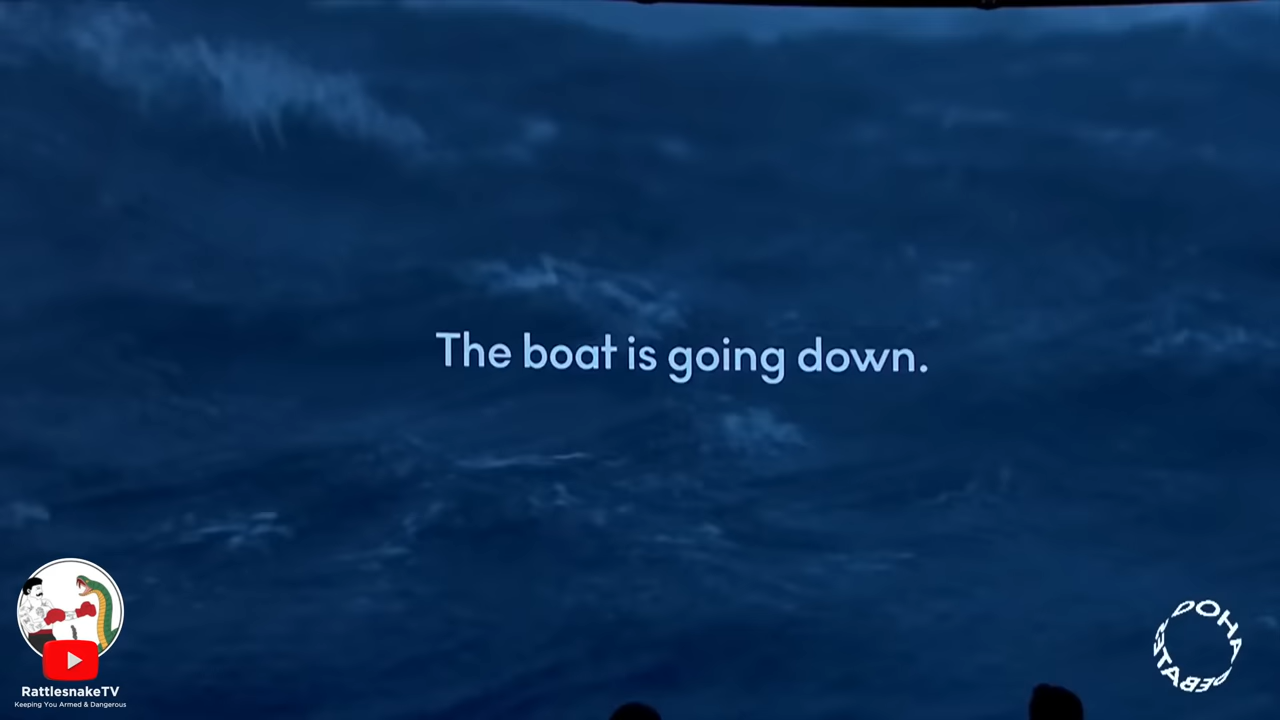 The boat is going down.
RattlesnakeTV
Keeping You Armed & Dangerous
DOHA
DEBATES